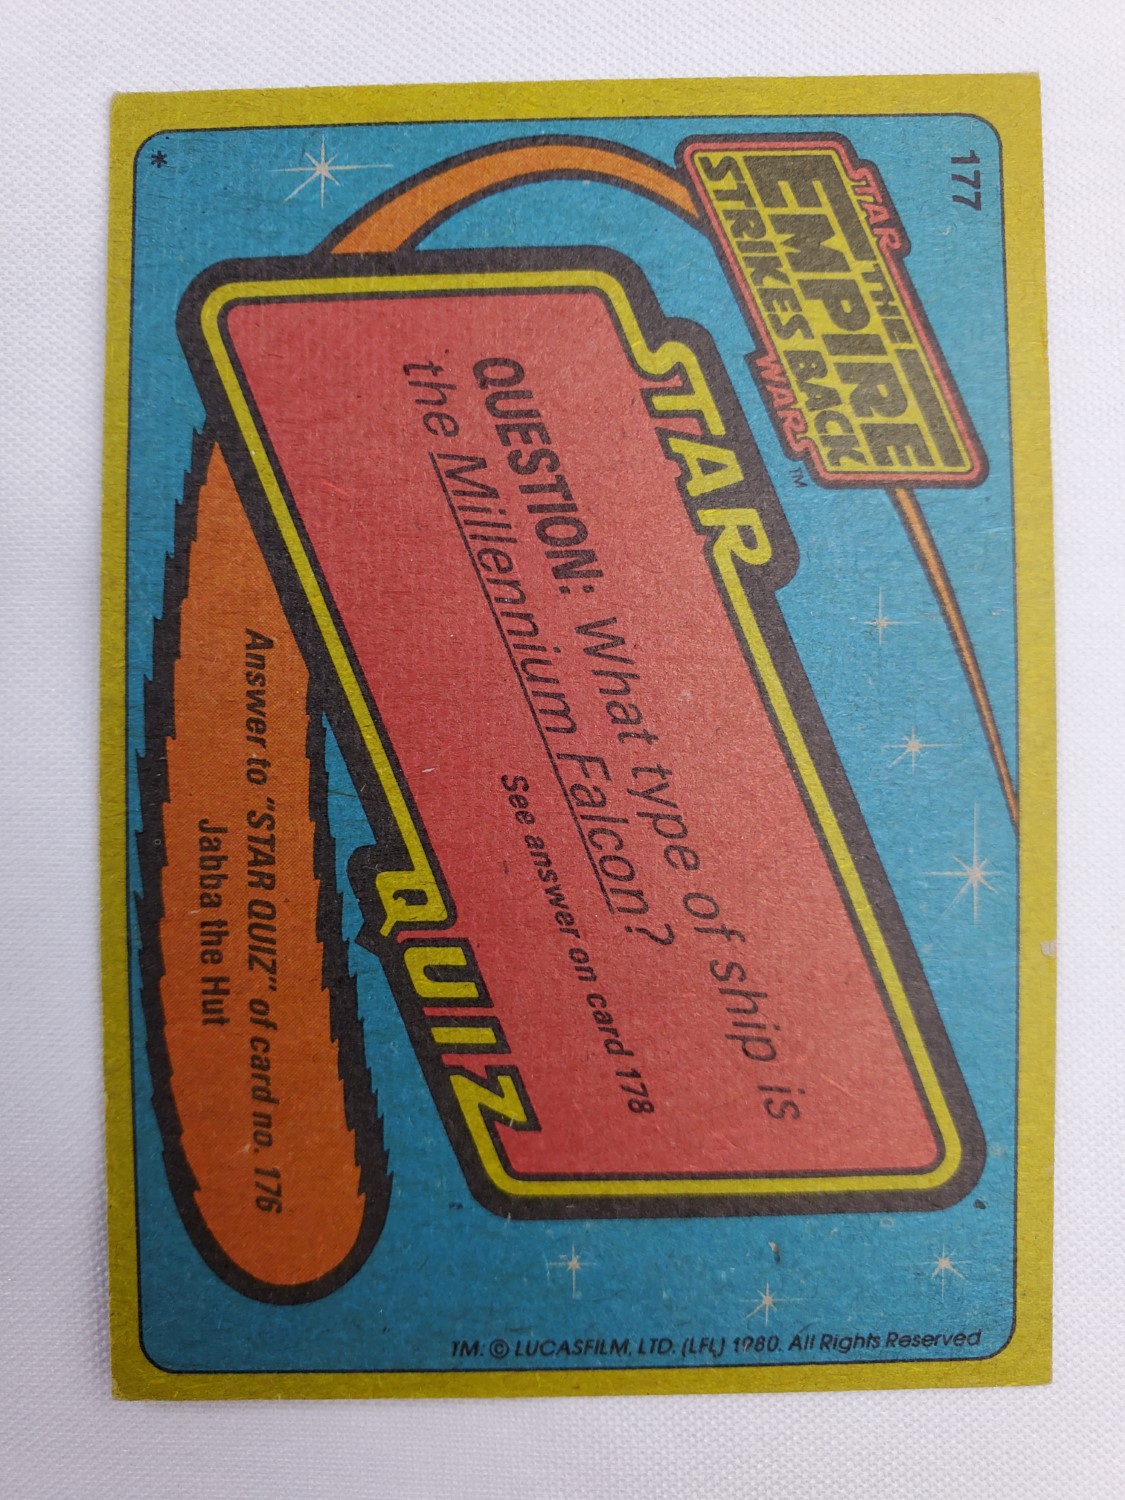 177
STAR
THE
EMPIRE
STRIKES BACK
WARS™
STAR
QUESTION: What type of ship is
the Millennium Falcon?
See answer on card 178
QUIZ
Answer to "STAR QUIZ" of card no. 176
Jabba the Hut
*
TM: © LUCASFILM, LTD. (LFL) 1980. All Rights Reserved